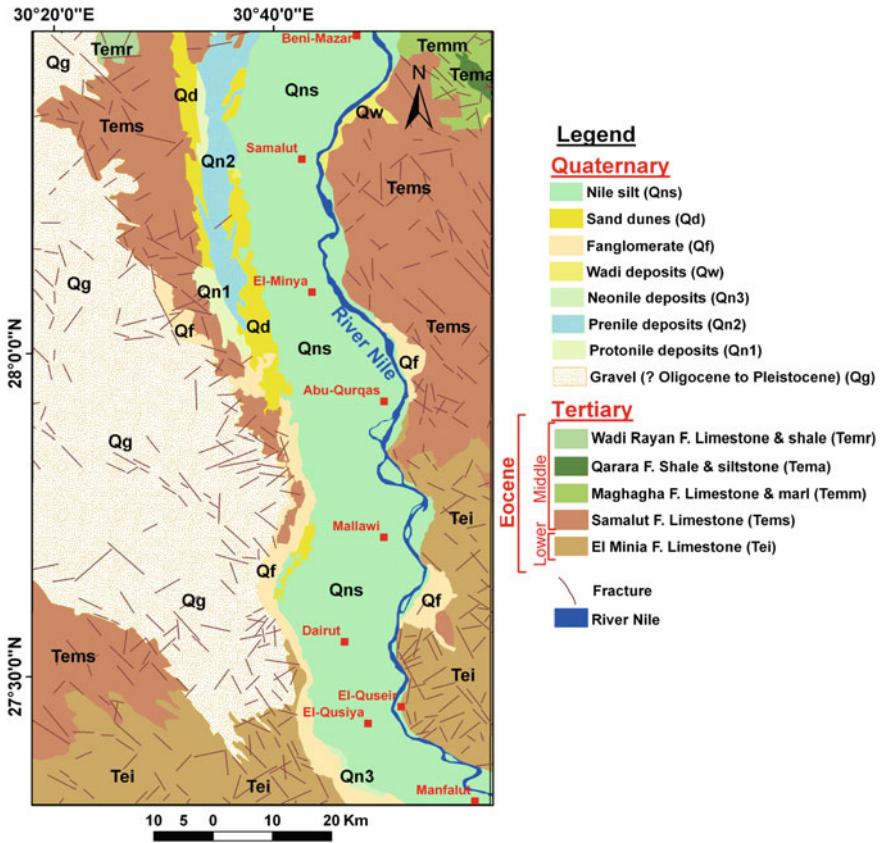 30°20'0"E
30°40'0"E
28°0'0"N
27°30'0"N
Beni-Mazar
Temr
Temm
Qg
Tema
Qd
Qns
N
Qw
Tems
Samalut
Qn2
Tems
Qg
El-Minya
Qn1
Qf
Qd
Qns
River Nile
Tems
Qf
Abu-Qurqas
Qg
Tei
Mallawi
Qf
Qns
Qg
Qf
Dairut
Tems
Tei
El-Quseir
El-Qusiya
Tei
Tei
Qn3
Manfalut
10 5 0 10 20 Km
Legend
Quaternary
Nile silt (Qns)
Sand dunes (Qd)
Fanglomerate (Qf)
Wadi deposits (Qw)
Neonile deposits (Qn3)
Prenile deposits (Qn2)
Protonile deposits (Qn1)
Gravel (? Oligocene to Pleistocene) (Qg)
Tertiary
Eocene
Middle
Wadi Rayan F. Limestone & shale (Temr)
Qarara F. Shale & siltstone (Tema)
Maghagha F. Limestone & marl (Temm)
Samalut F. Limestone (Tems)
Lower
El Minia F. Limestone (Tei)
Fracture
River Nile